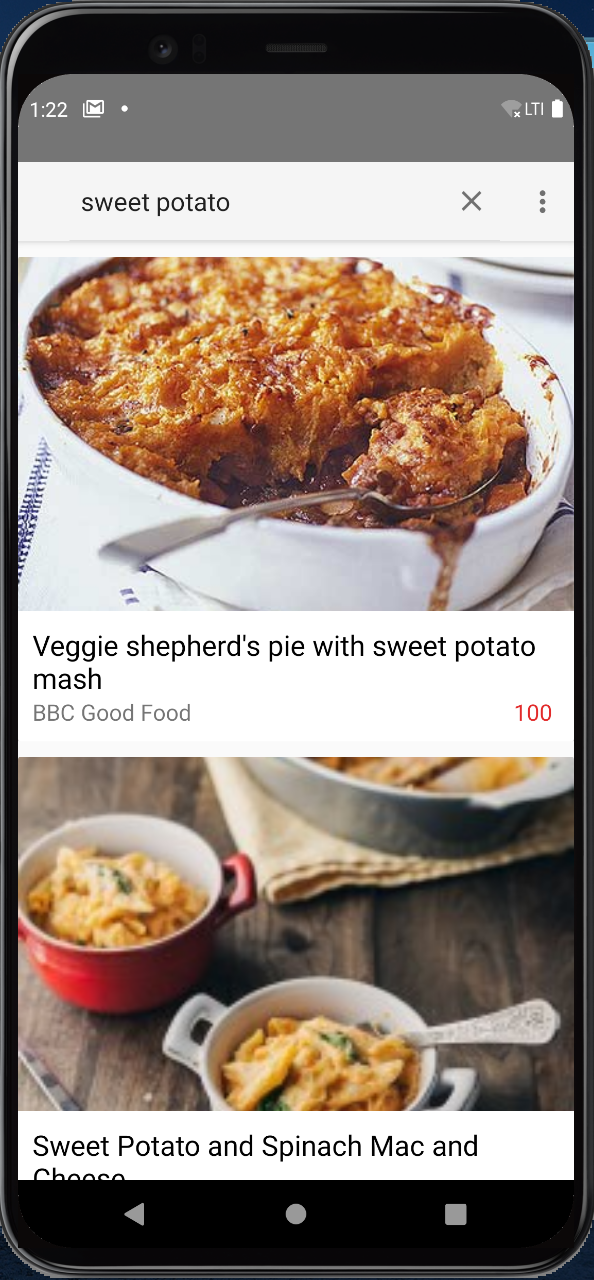 1:22 LTI
sweet potato
Veggie shepherd's pie with sweet potato
mash
BBC Good Food 100
Sweet Potato and Spinach Mac and
Cheese